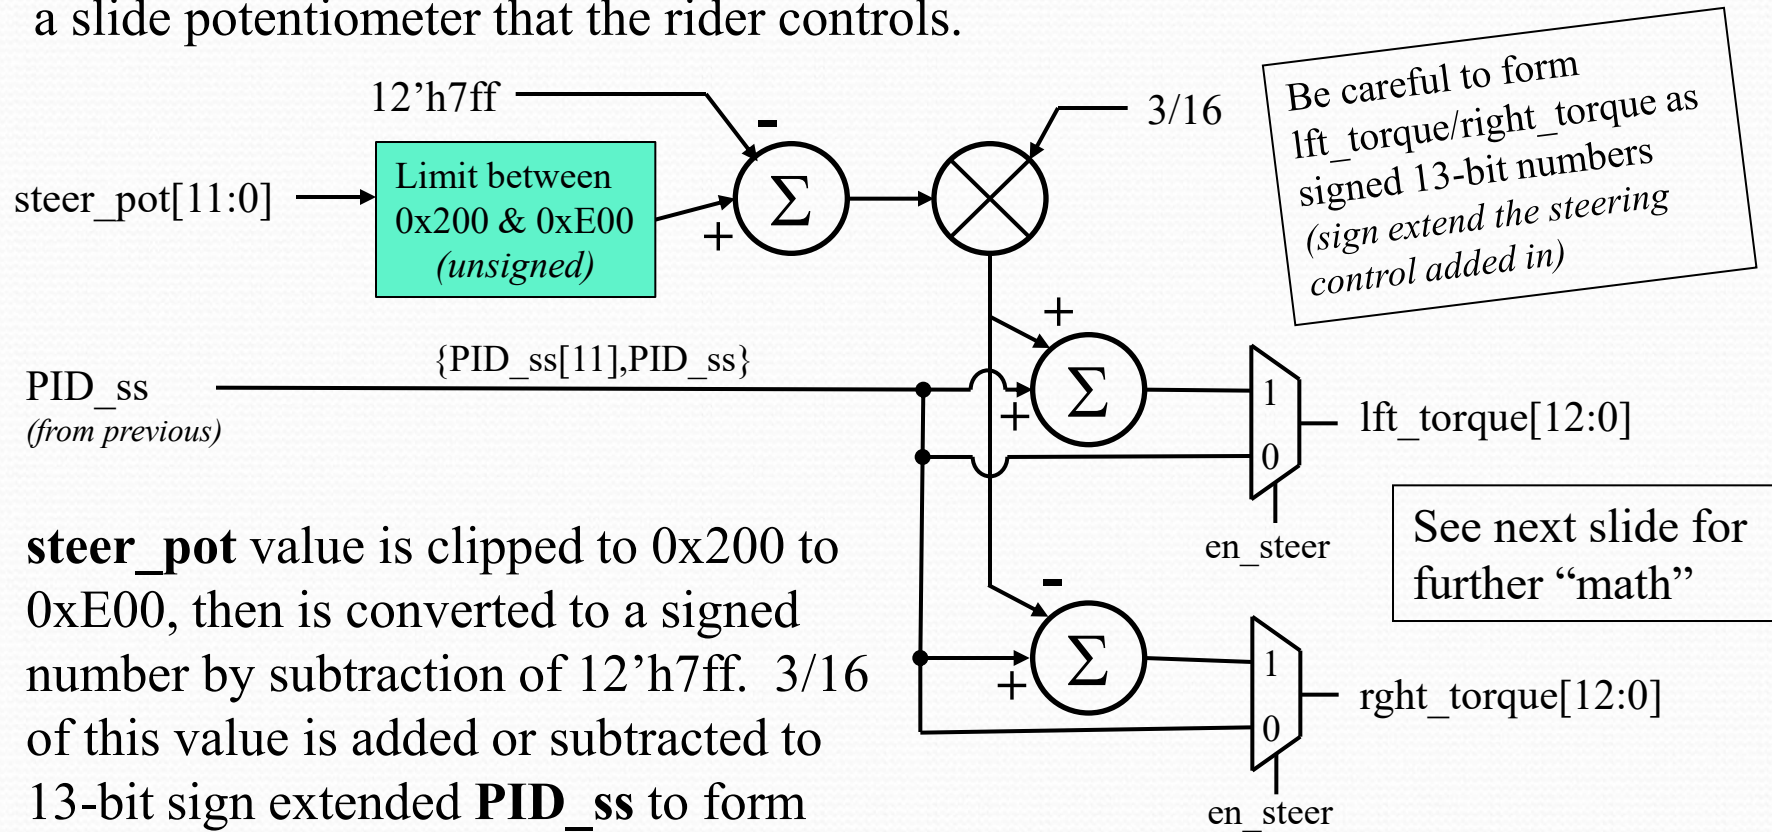 a slide potentiometer that the rider controls.
12’h7ff
-
3/16
Be careful to form
lft_torque/right_torque as
signed 13-bit numbers
(sign extend the steering
control added in)
steer_pot[11:0]
Limit between
0x200 & 0xE00
(unsigned)
+
Σ
+
{PID_ss[11],PID_ss}
PID_ss
(from previous)
+
Σ
1
0
lft_torque[12:0]
en_steer
See next slide for
further “math”
steer_pot value is clipped to 0x200 to
0xE00, then is converted to a signed
number by subtraction of 12’h7ff. 3/16
of this value is added or subtracted to
13-bit sign extended PID_ss to form
-
+
Σ
1
0
rght_torque[12:0]
en_steer